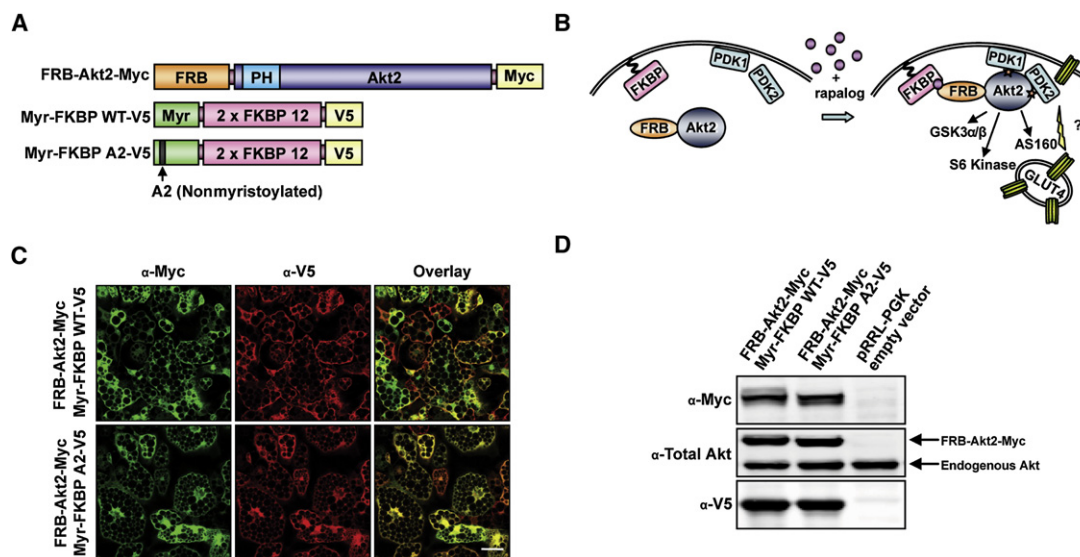 A
FRB-Akt2-Myc
FRB
PH
Akt2
Myc
Myr-FKBP WT-V5
Myr
2 x FKBP 12
V5
Myr-FKBP A2-V5
2 x FKBP 12
V5
A2 (Nonmyristoylated)
B
FKBP
PDK1
PDK2
FRB
Akt2
+
rapalog
FKBP
FRB
Akt2
PDK1
PDK2
GSK3α/β
S6 Kinase
AS160
?
GLUT4
C
α-Myc
α-V5
Overlay
FRB-Akt2-Myc
Myr-FKBP WT-V5
FRB-Akt2-Myc
Myr-FKBP A2-V5
D
FRB-Akt2-Myc
Myr-FKBP WT-V5
FRB-Akt2-Myc
Myr-FKBP A2-V5
pRRL-PGK
empty vector
α-Myc
α-Total Akt
FRB-Akt2-Myc
Endogenous Akt
α-V5